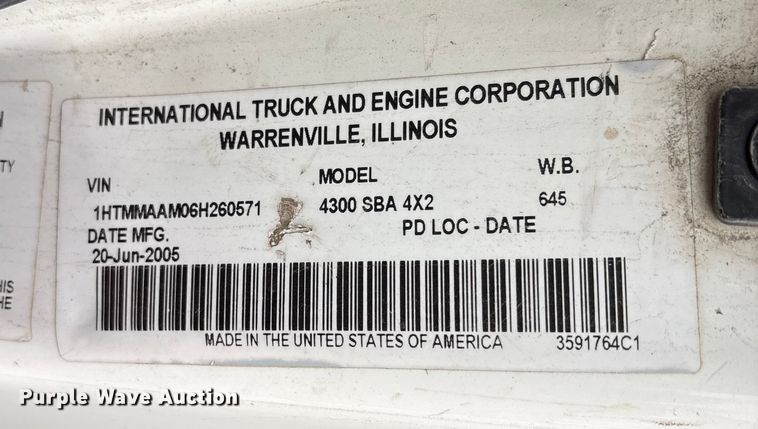 INTERNATIONAL TRUCK AND ENGINE CORPORATION
WARRENVILLE, ILLINOIS
VIN MODEL W.B.
1HTMMAAM06H260571 4300 SBA 4X2 645
DATE MFG. PD LOC - DATE
20-Jun-2005
MADE IN THE UNITED STATES OF AMERICA 3591764C1
Purple Wave Auction